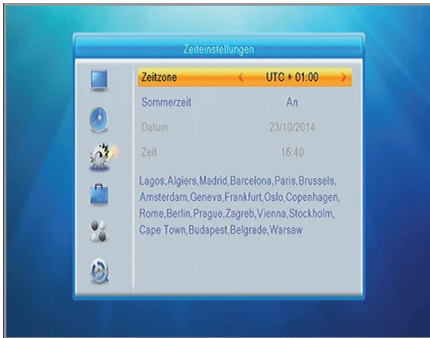 Zeiteinstellungen
Zeitzone < UTC + 01:00 >
Sommerzeit An
Datum 23/10/2014
Zeit 16:40
Lagos,Algiers,Madrid,Barcelona,Paris,Brussels,
Amsterdam,Geneva,Frankfurt,Oslo,Copenhagen,
Rome,Berlin,Prague,Zagreb,Vienna,Stockholm,
Cape Town,Budapest,Belgrade,Warsaw